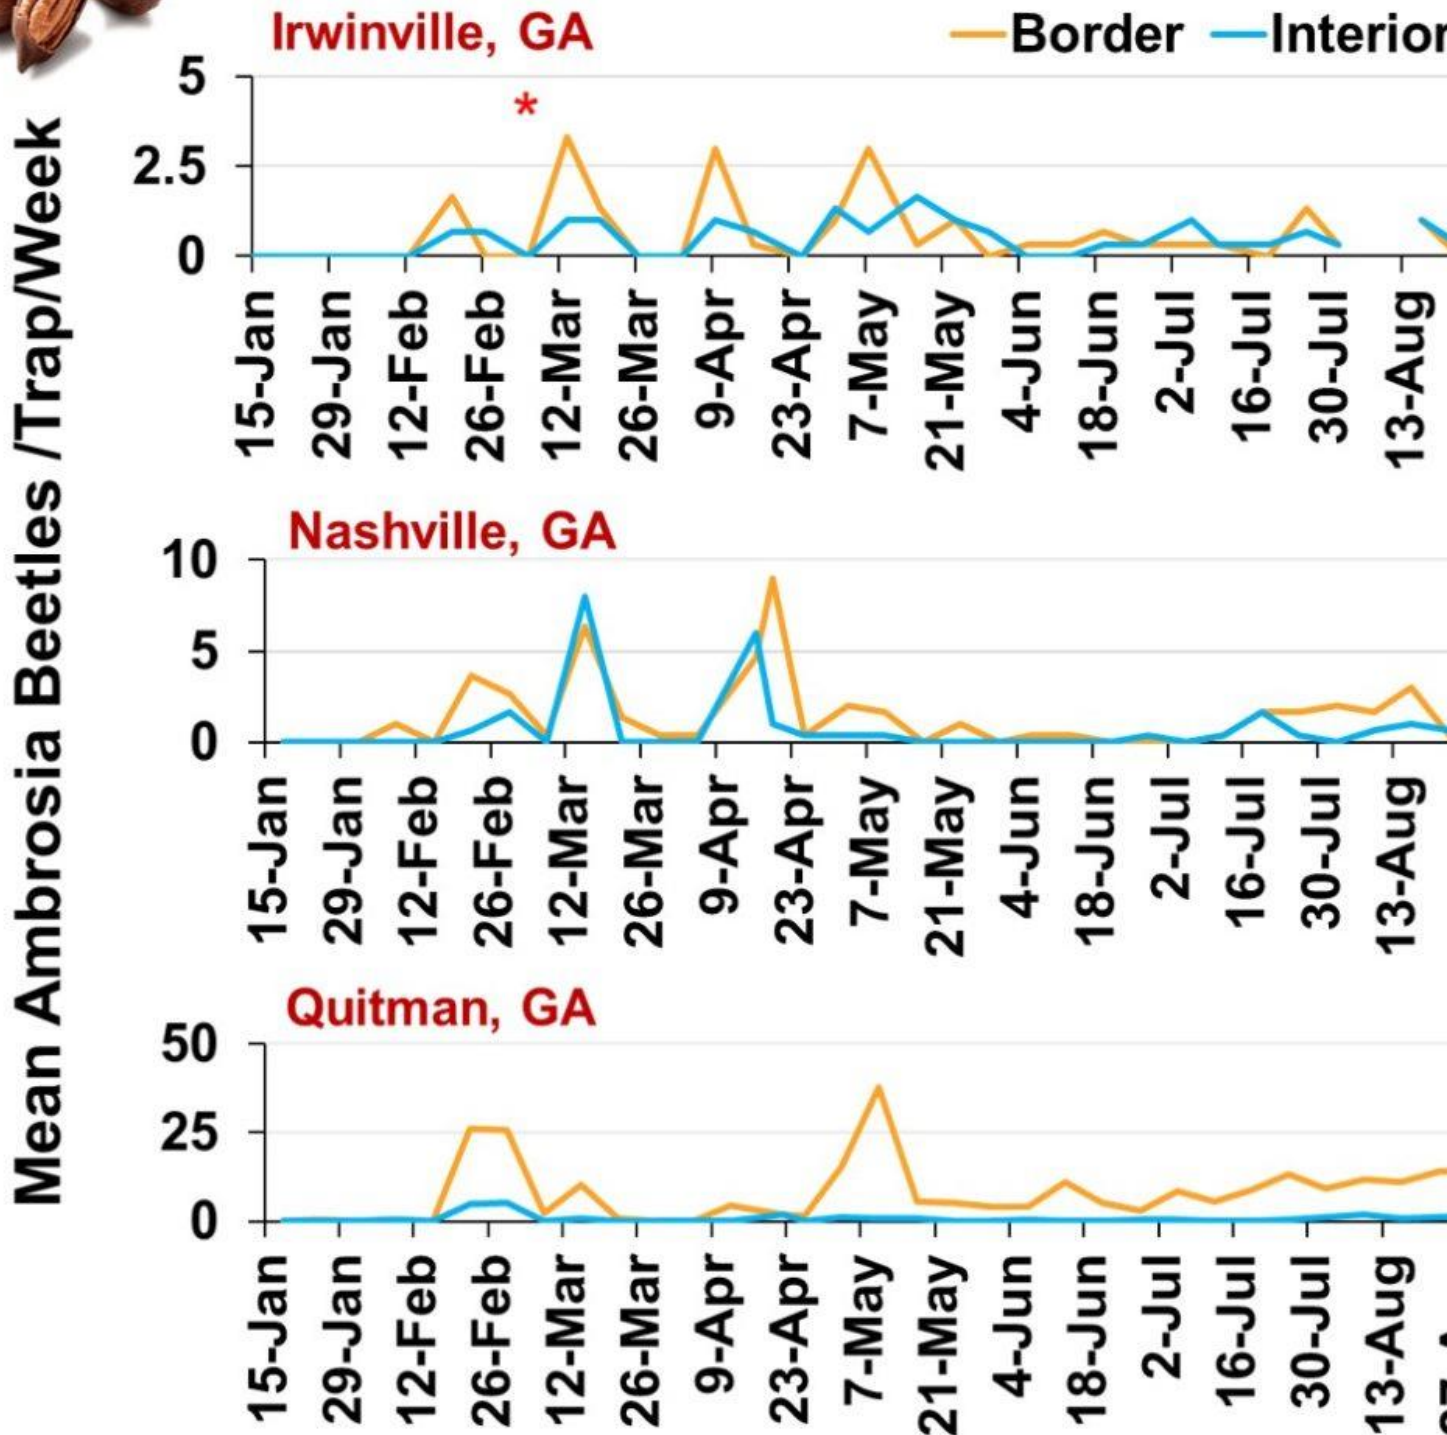 Irwinville, GA
Border Interior
Mean Ambrosia Beetles /Trap/Week
5
*
2.5
0
15-Jan 29-Jan 12-Feb 26-Feb 12-Mar 26-Mar 9-Apr 23-Apr 7-May 21-May 4-Jun 18-Jun 2-Jul 16-Jul 30-Jul 13-Aug
Nashville, GA
10
5
0
15-Jan 29-Jan 12-Feb 26-Feb 12-Mar 26-Mar 9-Apr 23-Apr 7-May 21-May 4-Jun 18-Jun 2-Jul 16-Jul 30-Jul 13-Aug
Quitman, GA
50
25
0
15-Jan 29-Jan 12-Feb 26-Feb 12-Mar 26-Mar 9-Apr 23-Apr 7-May 21-May 4-Jun 18-Jun 2-Jul 16-Jul 30-Jul 13-Aug